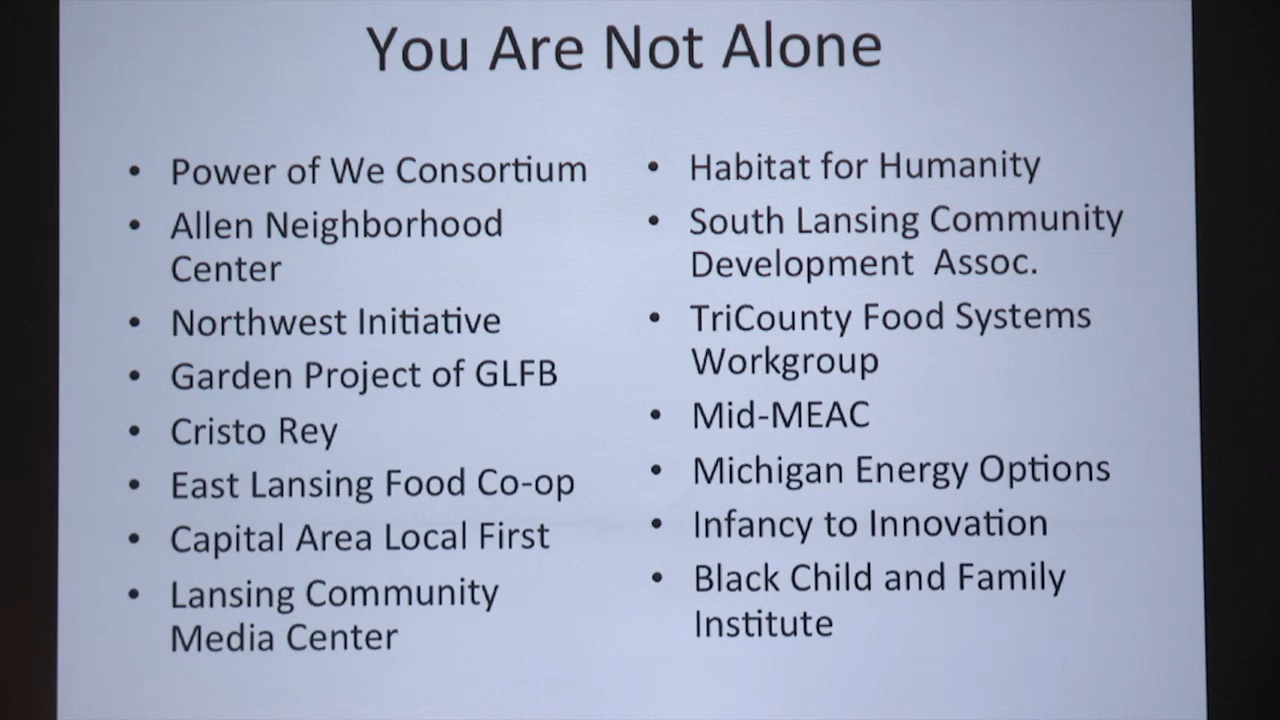 You Are Not Alone
• Power of We Consortium
• Allen Neighborhood
Center
• Northwest Initiative
• Garden Project of GLFB
• Cristo Rey
• East Lansing Food Co-op
• Capital Area Local First
• Lansing Community
Media Center
• Habitat for Humanity
• South Lansing Community
Development Assoc.
• TriCounty Food Systems
Workgroup
• Mid-MEAC
• Michigan Energy Options
• Infancy to Innovation
• Black Child and Family
Institute